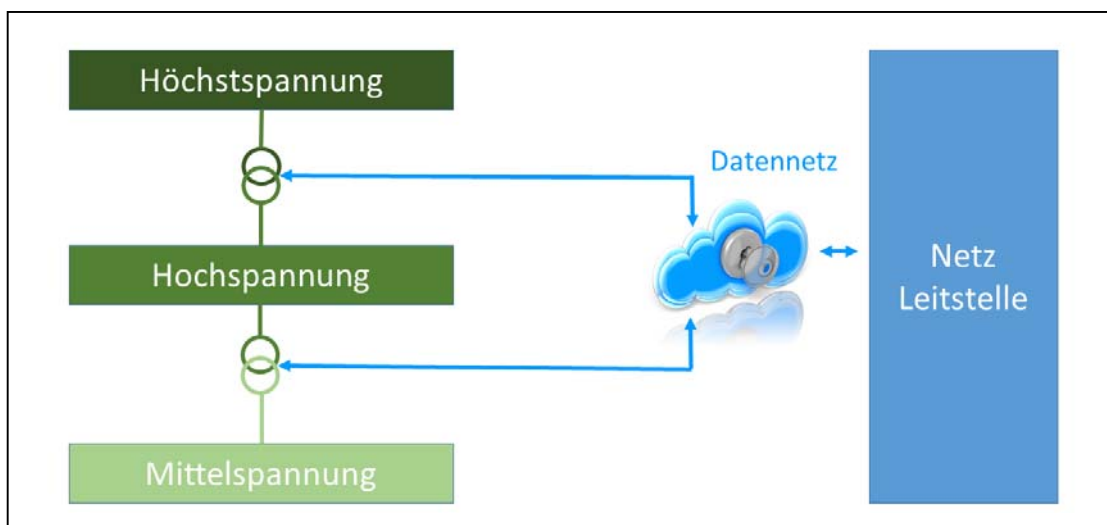 Höchstspannung
Datennetz
Hochspannung
Netz
Leitstelle
Mittelspannung